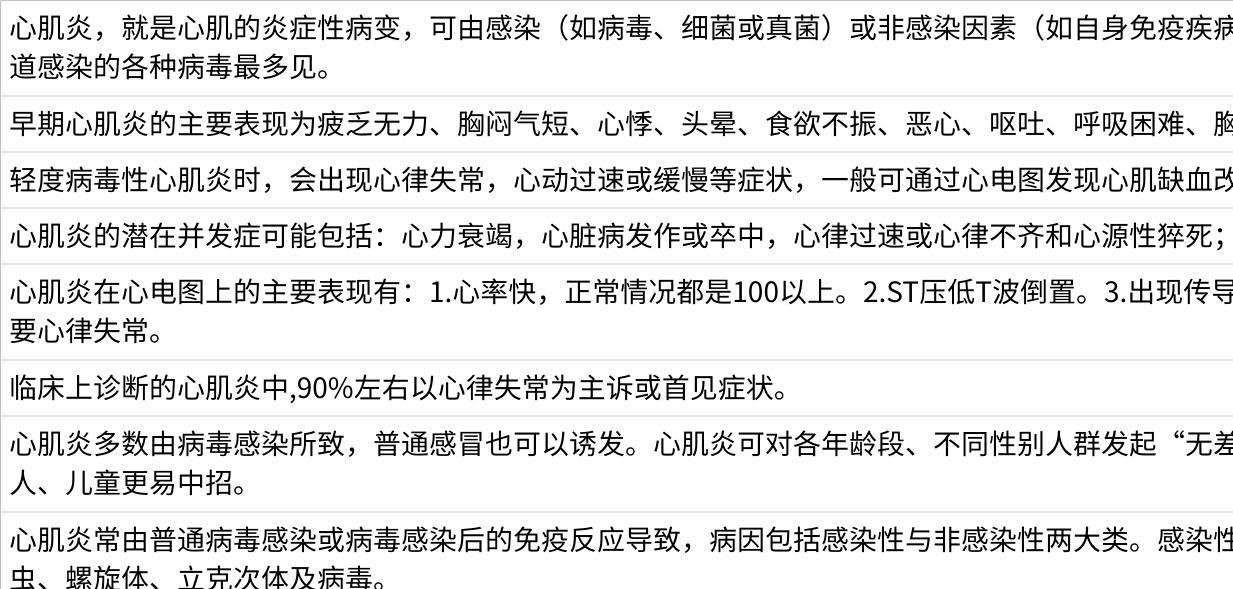 心肌炎，就是心肌的炎症性病变，可由感染（如病毒、细菌或真菌）或非感染因素（如自身免疫疾病
道感染的各种病毒最多见。
早期心肌炎的主要表现为疲乏无力、胸闷气短、心悸、头晕、食欲不振、恶心、呕吐、呼吸困难、胸
轻度病毒性心肌炎时，会出现心律失常，心动过速或缓慢等症状，一般可通过心电图发现心肌缺血改
心肌炎的潜在并发症可能包括：心力衰竭，心脏病发作或卒中，心律过速或心律不齐和心源性猝死；
心肌炎在心电图上的主要表现有：1.心率快，正常情况都是100以上。2.ST压低T波倒置。3.出现传导
要心律失常。
临床上诊断的心肌炎中,90%左右以心律失常为主诉或首见症状。
心肌炎多数由病毒感染所致，普通感冒也可以诱发。心肌炎可对各年龄段、不同性别人群发起“无差
人、儿童更易中招。
心肌炎常由普通病毒感染或病毒感染后的免疫反应导致，病因包括感染性与非感染性两大类。感染性
虫、螺旋体、立克次体及病毒。